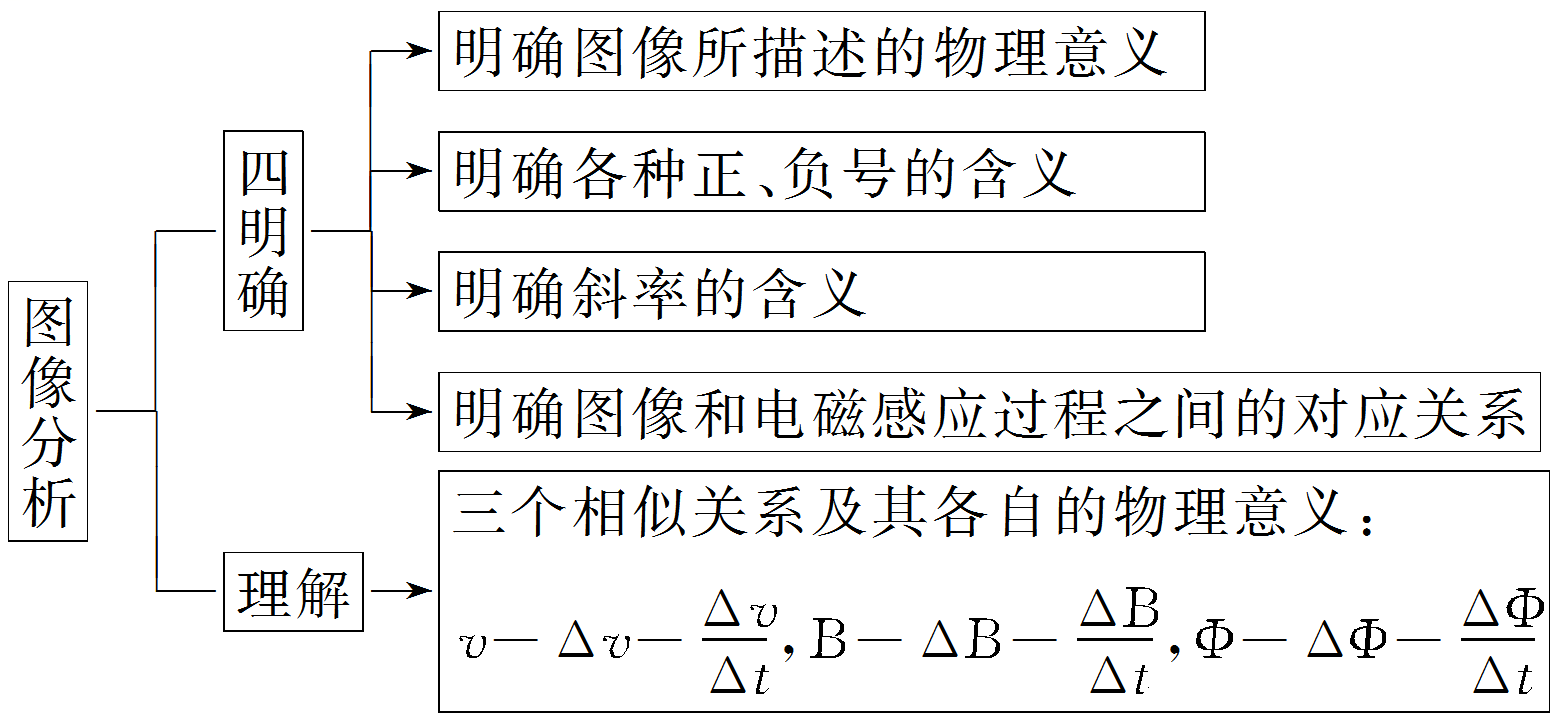 图像分析
四明确
明确图像所描述的物理意义
明确各种正、负号的含义
明确斜率的含义
明确图像和电磁感应过程之间的对应关系
理解
三个相似关系及其各自的物理意义：
v－Δv－Δv/Δt，B－ΔB－ΔB/Δt，Φ－ΔΦ－ΔΦ/Δt